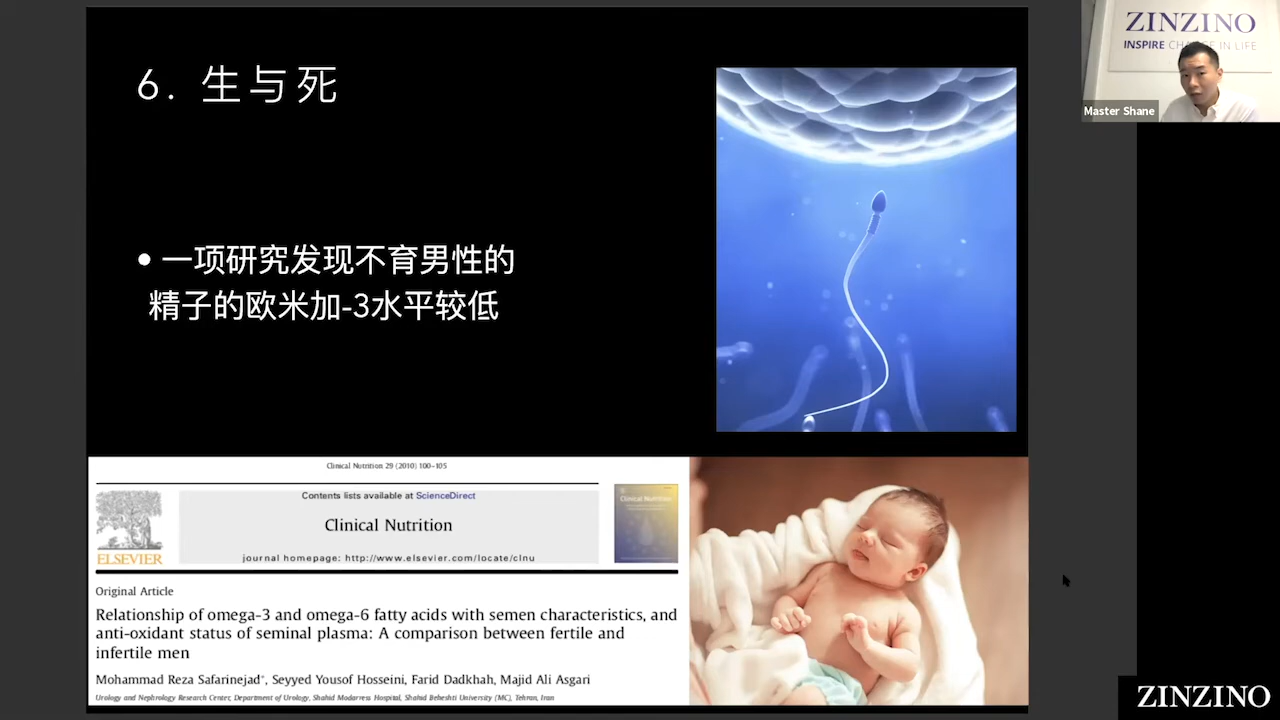 6. 生与死
• 一项研究发现不育男性的
精子的欧米加-3水平较低
Clinical Nutrition 29 (2010) 100–105
Contents lists available at ScienceDirect
Clinical Nutrition
journal homepage: http://www.elsevier.com/locate/clnu
ELSEVIER
Clinical Nutrition
Original Article
Relationship of omega-3 and omega-6 fatty acids with semen characteristics, and
anti-oxidant status of seminal plasma: A comparison between fertile and
infertile men
Mohammad Reza Safarinejad*, Seyyed Yousof Hosseini, Farid Dadkhah, Majid Ali Asgari
Urology and Nephrology Research Center, Department of Urology, Shahid Modarress Hospital, Shahid Beheshti University (MC), Tehran, Iran
ZINZINO
INSPIRE CH GE IN LIFE
Master Shane
ZINZINO